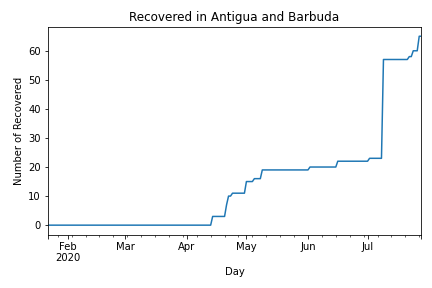 Recovered in Antigua and Barbuda
Number of Recovered
60
50
40
30
20
10
0
Feb
2020
Mar
Apr
May
Jun
Jul
Day